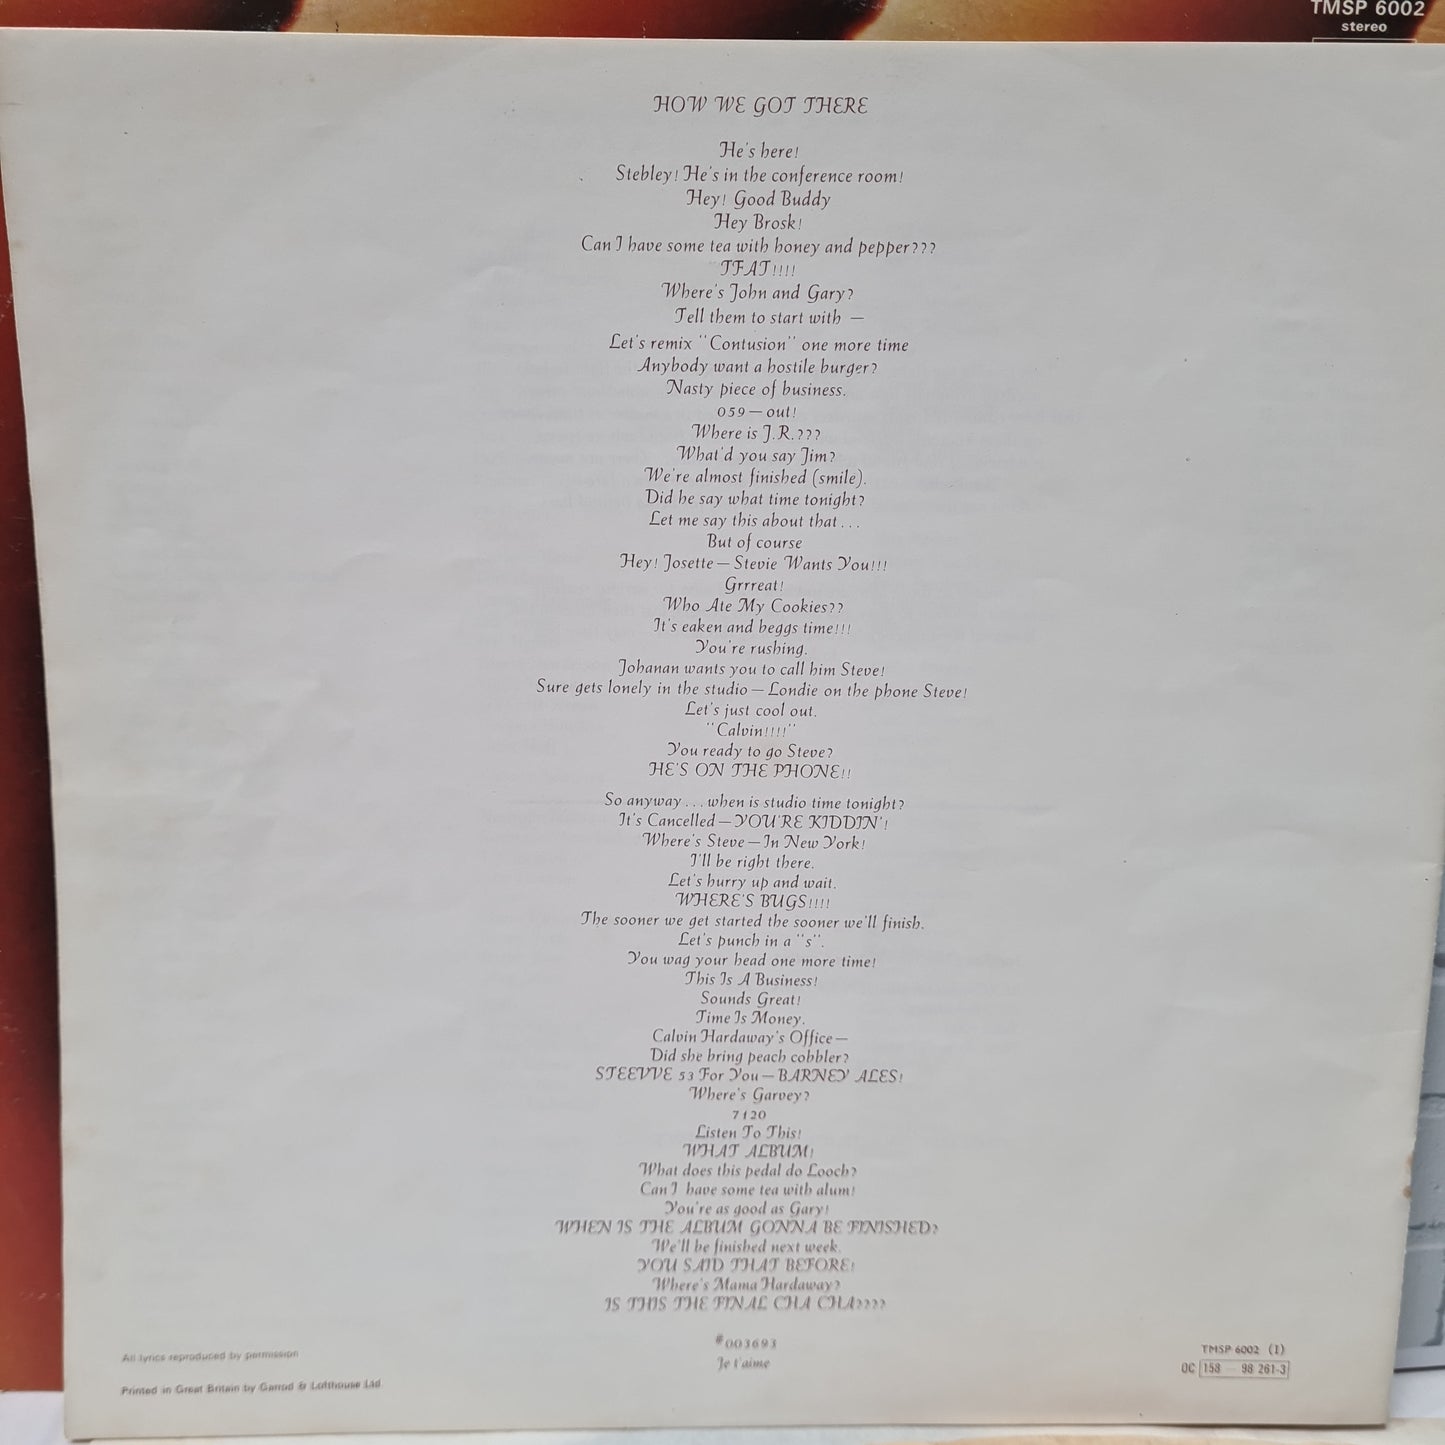 TMSP 6002
stereo
HOW WE GOT THERE
He's here!
Stebley! He's in the conference room!
Hey! Good Buddy
Hey Brosk!
Can I have some tea with honey and pepper???
TFAT!!!!
Where's John and Gary?
Tell them to start with —
Let's remix "Contusion" one more time
Anybody want a hostile burger?
Nasty piece of business.
059 — out!
Where is J.R.???
What'd you say Jim?
We're almost finished (smile).
Did he say what time tonight?
Let me say this about that . . .
But of course
Hey! Josette — Stevie Wants You!!!
Grrreat!
Who Ate My Cookies??
It's eaken and beggs time!!!
You're rushing.
Johanan wants you to call him Steve!
Sure gets lonely in the studio — Londie on the phone Steve!
Let's just cool out.
"Calvin!!!!"
You ready to go Steve?
HE'S ON THE PHONE!!
So anyway . . . when is studio time tonight?
It's Cancelled — YOU'RE KIDDIN'!
Where's Steve — In New York!
I'll be right there.
Let's hurry up and wait.
WHERE'S BUGS!!!!
The sooner we get started the sooner we'll finish.
Let's punch in a "s".
You wag your head one more time!
This Is A Business!
Sounds Great!
Time Is Money.
Calvin Hardaway's Office —
Did she bring peach cobbler?
STEEVVE 53 For You — BARNEY ALES!
Where's Garvey?
7120
Listen To This!
WHAT ALBUM!
What does this pedal do Looch?
Can I have some tea with alum!
You're as good as Gary!
WHEN IS THE ALBUM GONNA BE FINISHED?
We'll be finished next week.
YOU SAID THAT BEFORE!
Where's Mama Hardaway?
IS THIS THE FINAL CHA CHA????
#003693
Je t'aime
All lyrics reproduced by permission
Printed in Great Britain by Garrod & Lofthouse Ltd.
TMSP 6002 (I)
OC 158 — 98 261-3